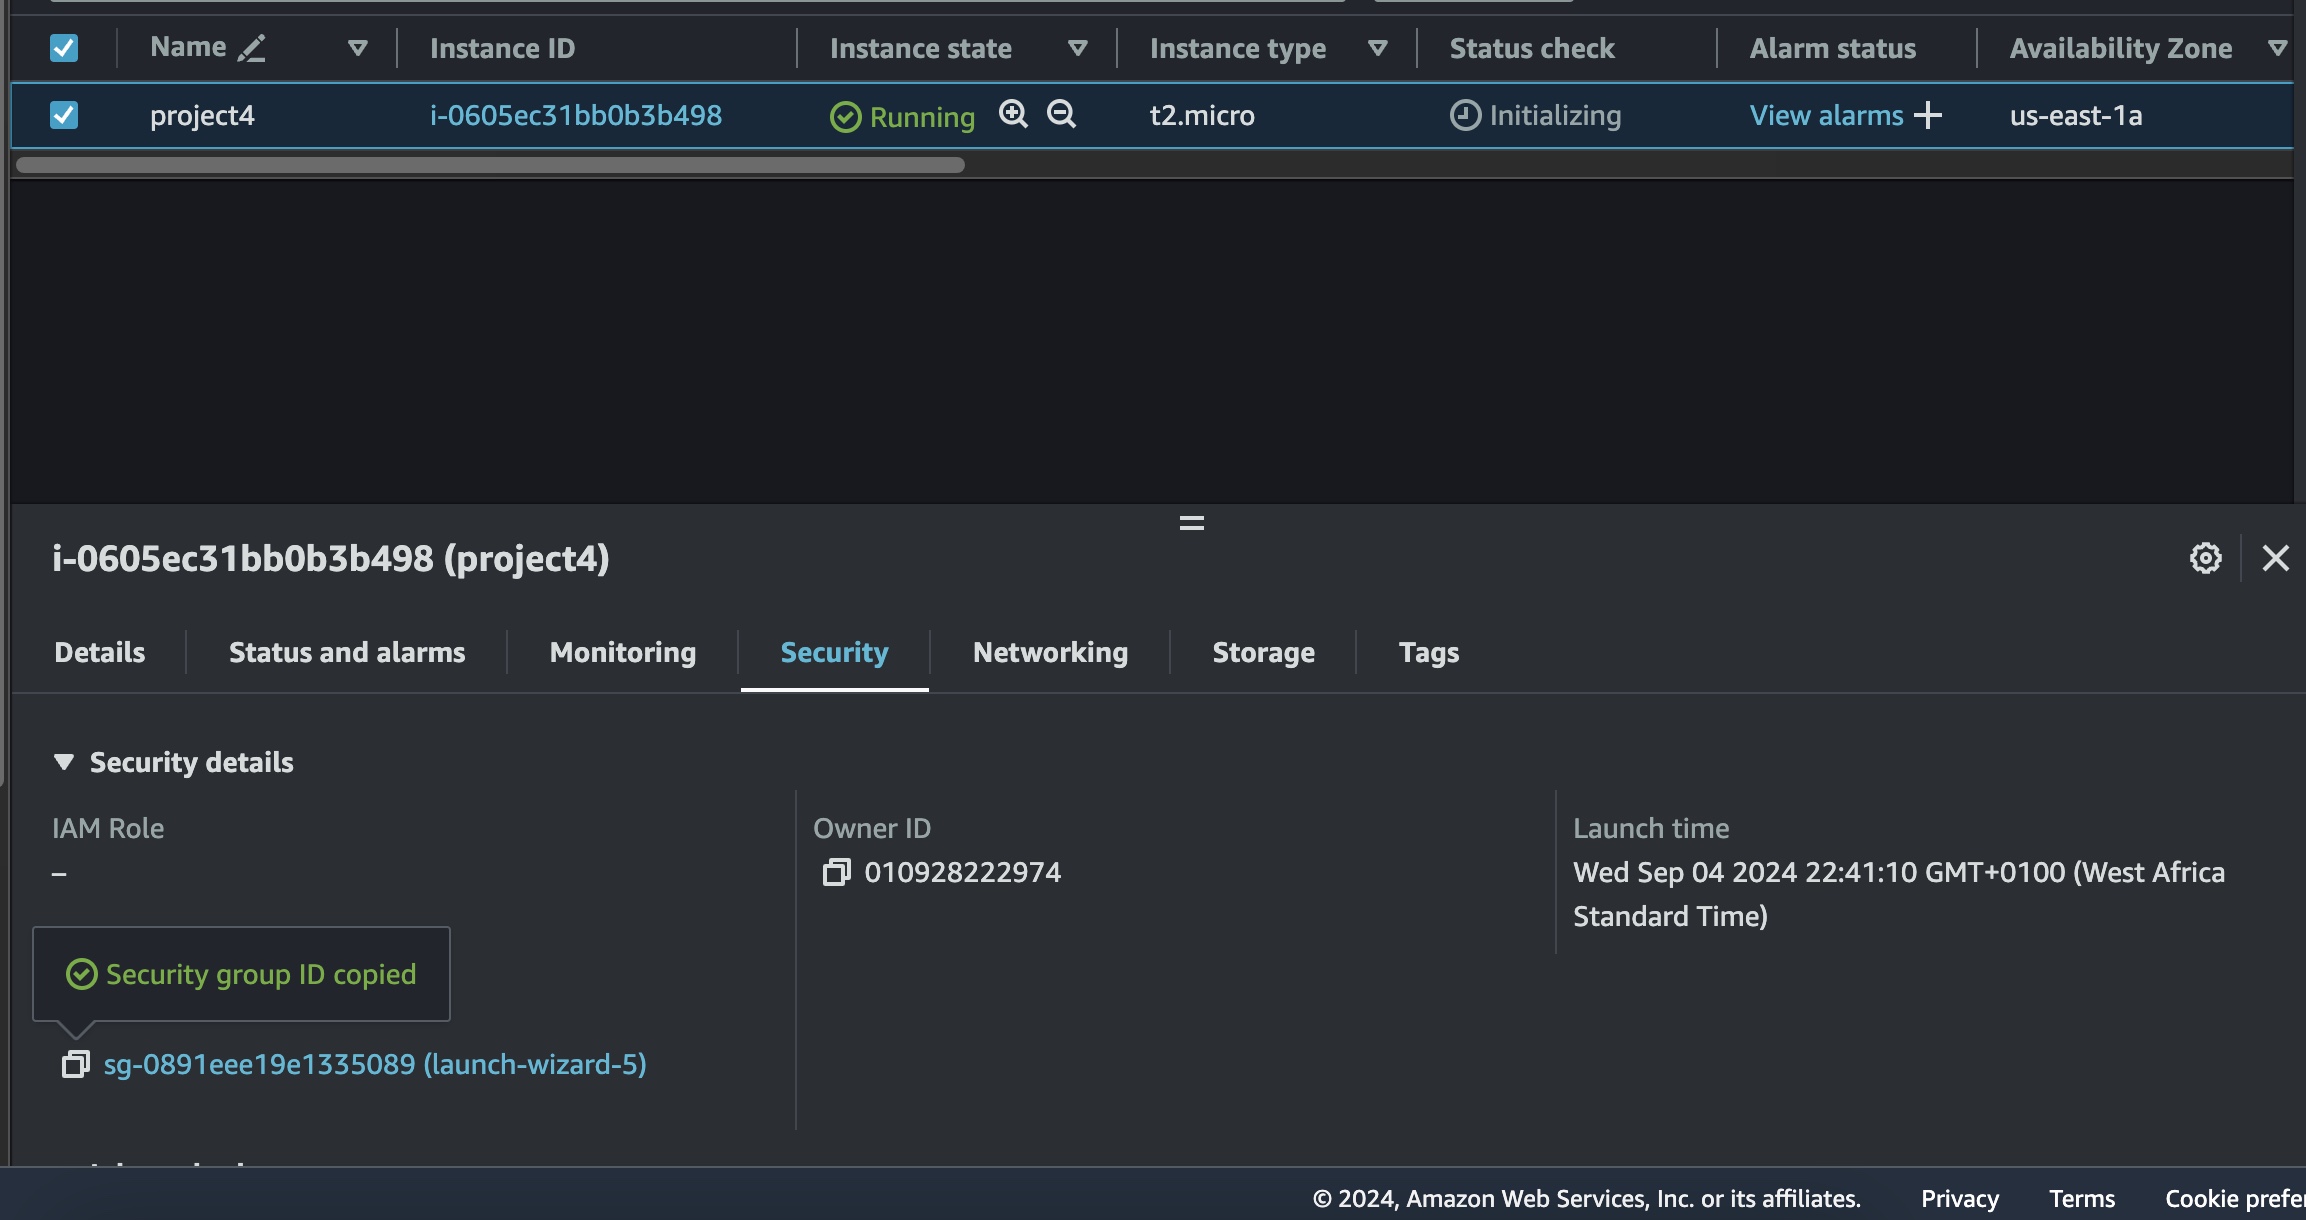 Name Instance ID Instance state Instance type Status check Alarm status Availability Zone
project4 i-0605ec31bb0b3b498 Running t2.micro Initializing View alarms us-east-1a
i-0605ec31bb0b3b498 (project4)
Details Status and alarms Monitoring Security Networking Storage Tags
Security details
IAM Role
–
Owner ID
010928222974
Launch time
Wed Sep 04 2024 22:41:10 GMT+0100 (West Africa
Standard Time)
Security group ID copied
sg-0891eee19e1335089 (launch-wizard-5)
© 2024, Amazon Web Services, Inc. or its affiliates. Privacy Terms Cookie